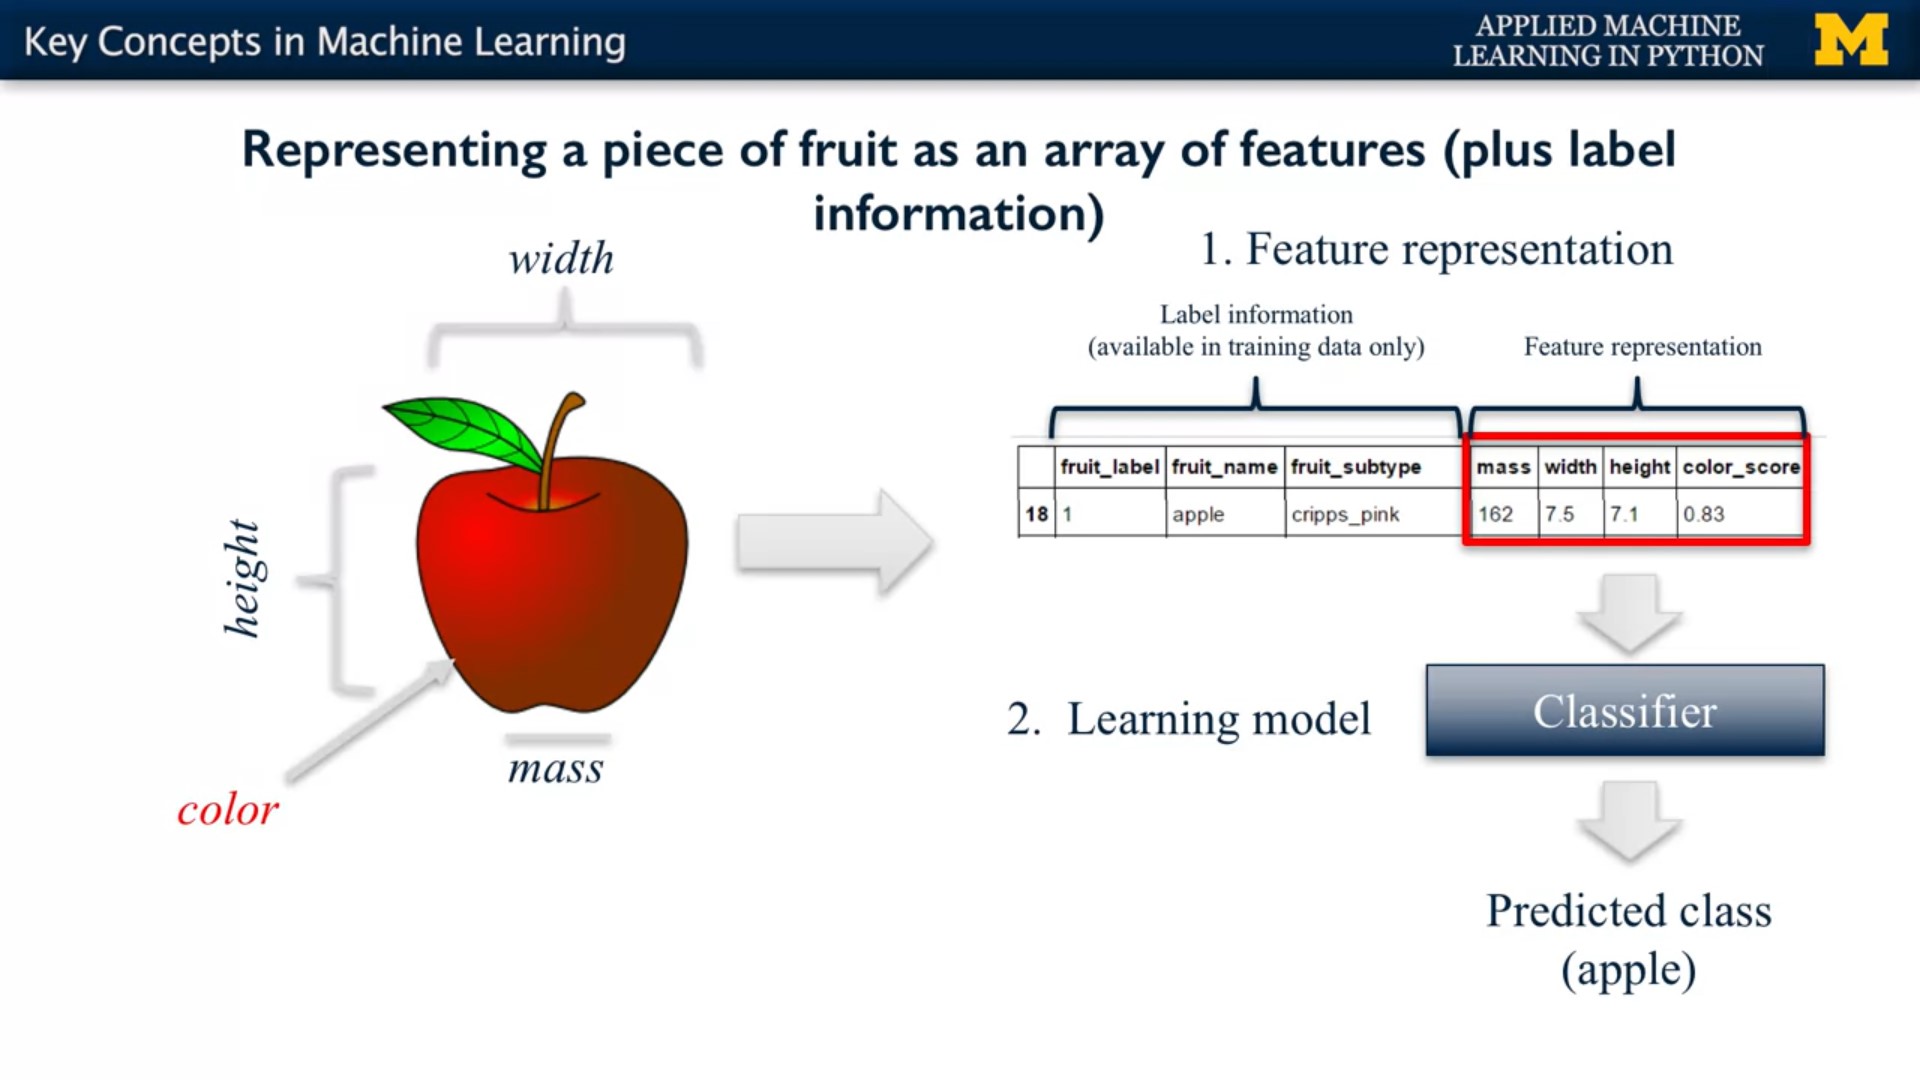 Key Concepts in Machine Learning
APPLIED MACHINE
LEARNING IN PYTHON
M
Representing a piece of fruit as an array of features (plus label
information)
width
height
color
mass
1. Feature representation
Label information
(available in training data only)
Feature representation
fruit_label fruit_name fruit_subtype mass width height color_score
18 1 apple cripps_pink 162 7.5 7.1 0.83
2. Learning model
Classifier
Predicted class
(apple)